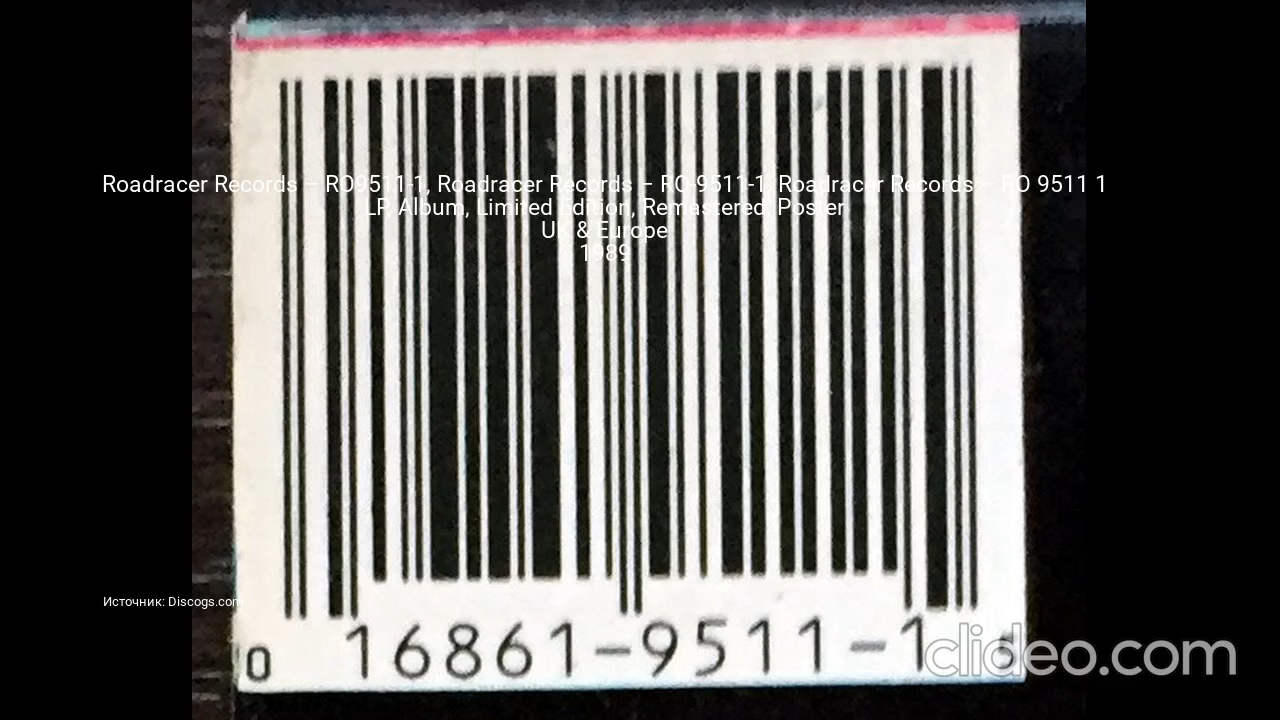 Roadracer Records – RO9511-1, Roadracer Records – RO-9511-1, Roadracer Records – RO 9511 1
LP, Album, Limited Edition, Remastered, Poster
UK & Europe
1989
Источник: Discogs.com
0 16861-9511-1 6
clideo.com